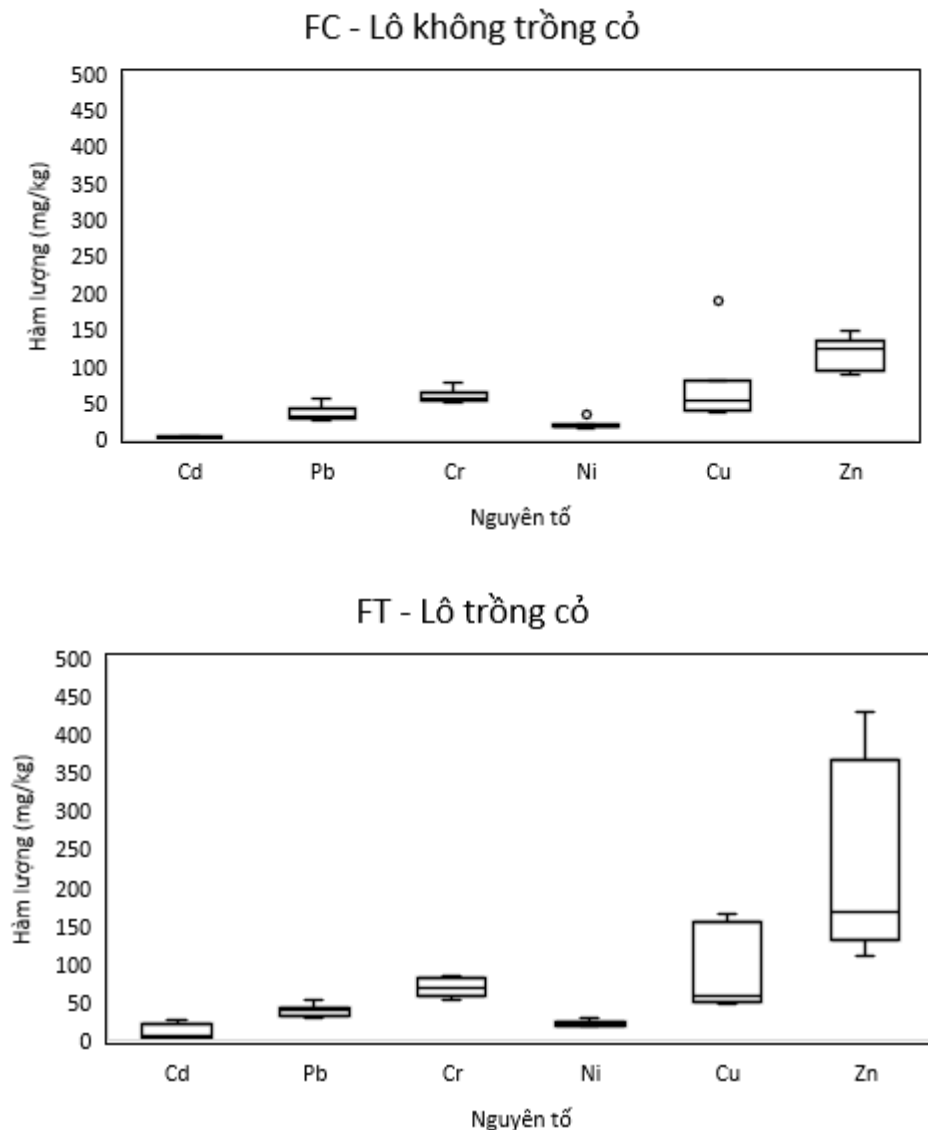 FC - Lô không trồng cỏ
500
450
400
350
300
250
200
150
100
50
0
Hàm lượng (mg/kg)
Cd Pb Cr Ni Cu Zn
Nguyên tố
FT - Lô trồng cỏ
500
450
400
350
300
250
200
150
100
50
0
Hàm lượng (mg/kg)
Cd Pb Cr Ni Cu Zn
Nguyên tố